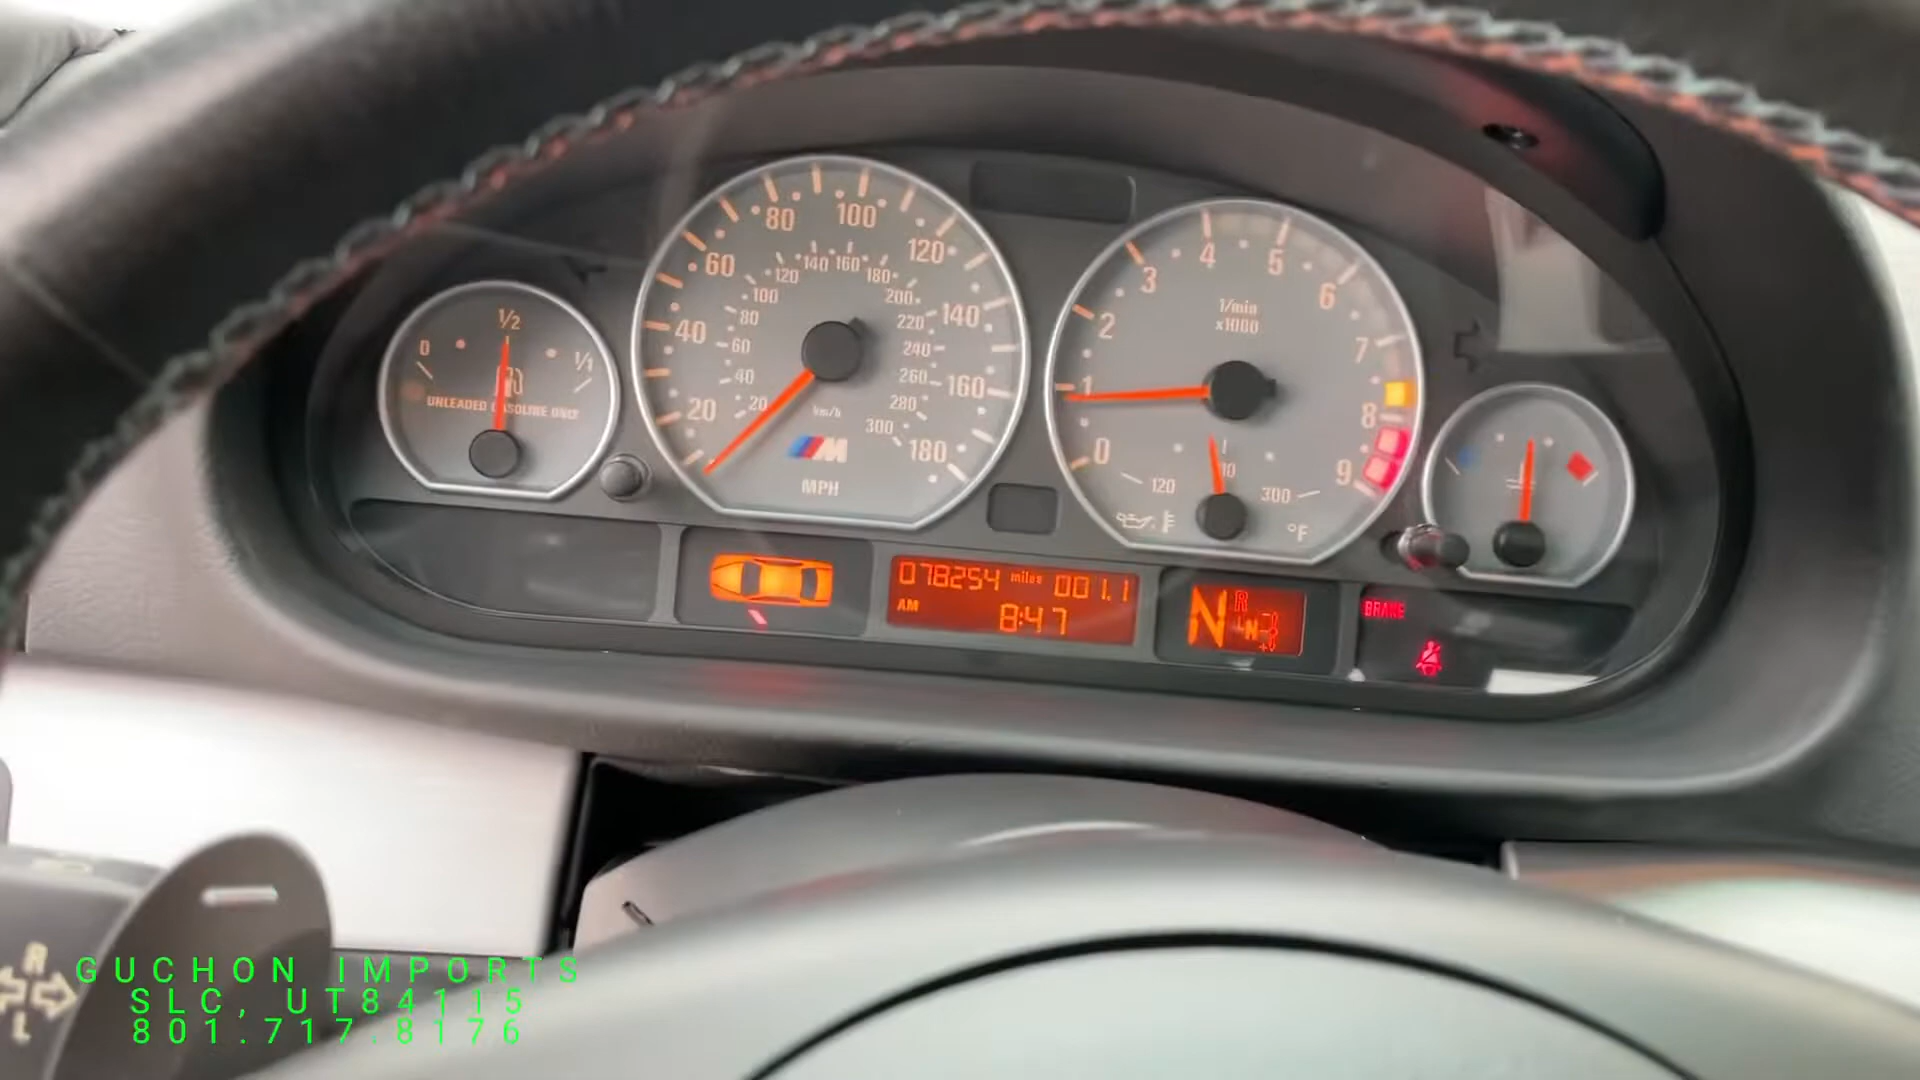 0 1/2 1/1
UNLEADED GASOLINE ONLY
20 40 60 80 100 120 140 160 180
20 40 60 80 100 120 140 160 180 200 220 240 260 280 300
km/h
M
MPH
0 1 2 3 4 5 6 7 8 9
1/min
x1000
120 300
°F
078254 miles 001.1
AM 8:47
N R
N
+
BRAKE
R
L
GUCHON IMPORTS
SLC, UT84115
801.717.8176